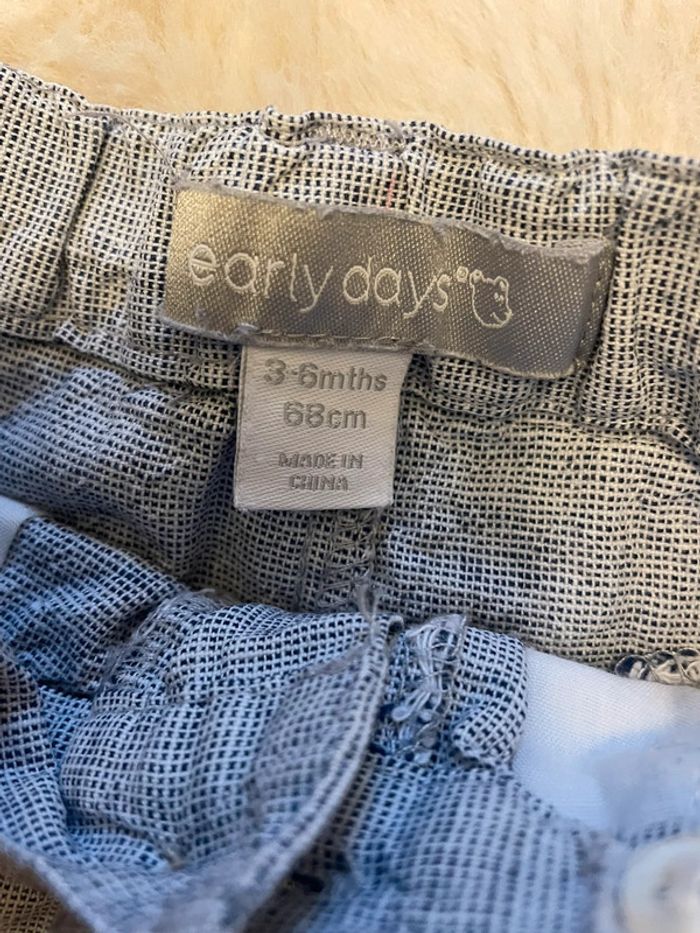 early days
3-6mths
68cm
MADE IN
CHINA